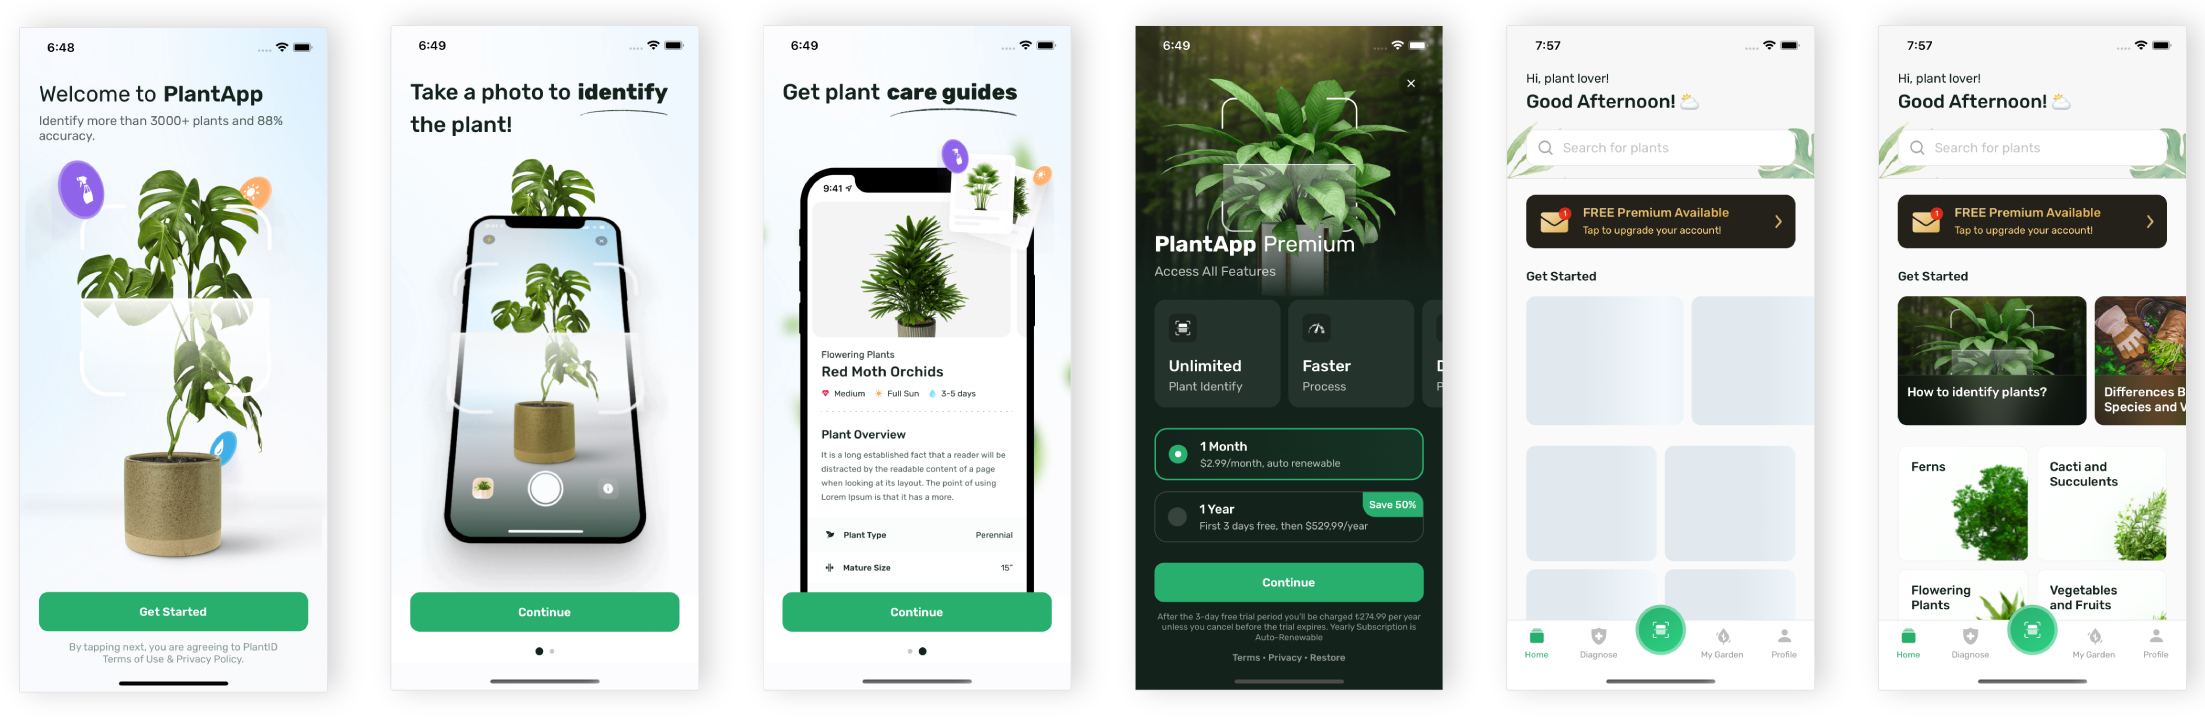 6:48
Welcome to PlantApp
Identify more than 3000+ plants and 88%
accuracy.
Get Started
By tapping next, you are agreeing to PlantID
Terms of Use & Privacy Policy.
6:49
Take a photo to identify
the plant!
Continue
6:49
Get plant care guides
9:41
Flowering Plants
Red Moth Orchids
Medium Full Sun 3-5 days
Plant Overview
It is a long established fact that a reader will be
distracted by the readable content of a page
when looking at its layout. The point of using
Lorem Ipsum is that it has a more.
Plant Type Perennial
Mature Size 15"
Continue
6:49
PlantApp Premium
Access All Features
Unlimited
Plant Identify
Faster
Process
D
P
1 Month
$2.99/month, auto renewable
Save 50%
1 Year
First 3 days free, then $529,99/year
Continue
After the 3-day free trial period you'll be charged ₺274.99 per year
unless you cancel before the trial expires. Yearly Subscription is
Auto-Renewable
Terms • Privacy • Restore
7:57
Hi, plant lover!
Good Afternoon!
Search for plants
1
FREE Premium Available
Tap to upgrade your account!
Get Started
Home Diagnose My Garden Profile
7:57
Hi, plant lover!
Good Afternoon!
Search for plants
1
FREE Premium Available
Tap to upgrade your account!
Get Started
How to identify plants?
Differences B
Species and V
Ferns
Cacti and
Succulents
Flowering
Plants
Vegetables
and Fruits
Home Diagnose My Garden Profile